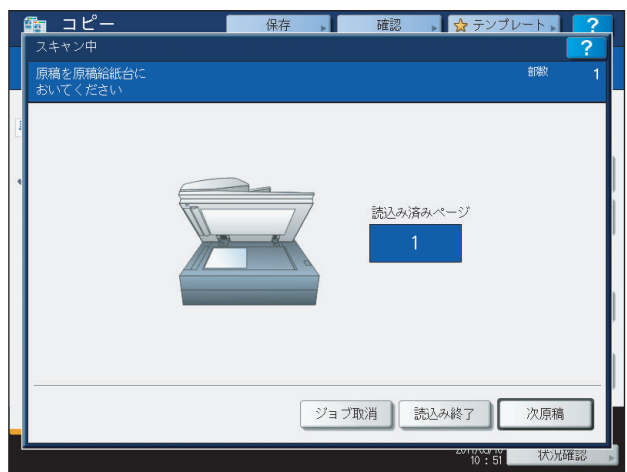 コピー
保存
確認
テンプレート
?
スキャン中
?
原稿を原稿給紙台に
おいてください
部数 1
読込み済みページ
1
ジョブ取消
読込み終了
次原稿
10:51
状況確認